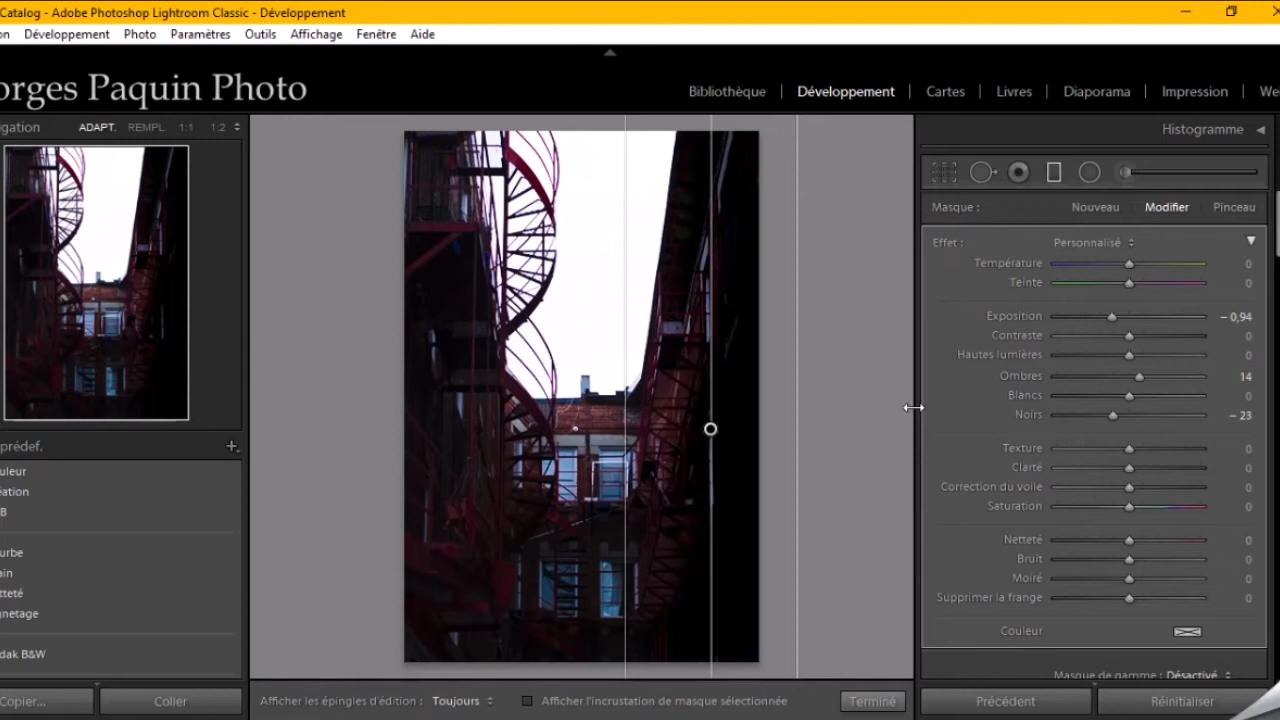 Catalog - Adobe Photoshop Lightroom Classic - Développement
on Développement Photo Paramètres Outils Affichage Fenêtre Aide
orges Paquin Photo
Bibliothèque | Développement | Cartes | Livres | Diaporama | Impression | We
igation ADAPT. REMPL. 1:1 1:2
Histogramme
Masque : Nouveau Modifier Pinceau
Effet : Personnalisé
Température 0
Teinte 0
Exposition – 0,94
Contraste 0
Hautes lumières 0
Ombres 14
Blancs 0
Noirs – 23
Texture 0
Clarté 0
Correction du voile 0
Saturation 0
Netteté 0
Bruit 0
Moiré 0
Supprimer la frange 0
Couleur
Masque de gamme : Désactivé
prédef. +
uleur
éation
B
urbe
ain
tteté
gnetage
dak B&W
Copier... Coller
Afficher les épingles d'édition : Toujours Afficher l'incrustation de masque sélectionnée Terminé
Précédent Réinitialiser